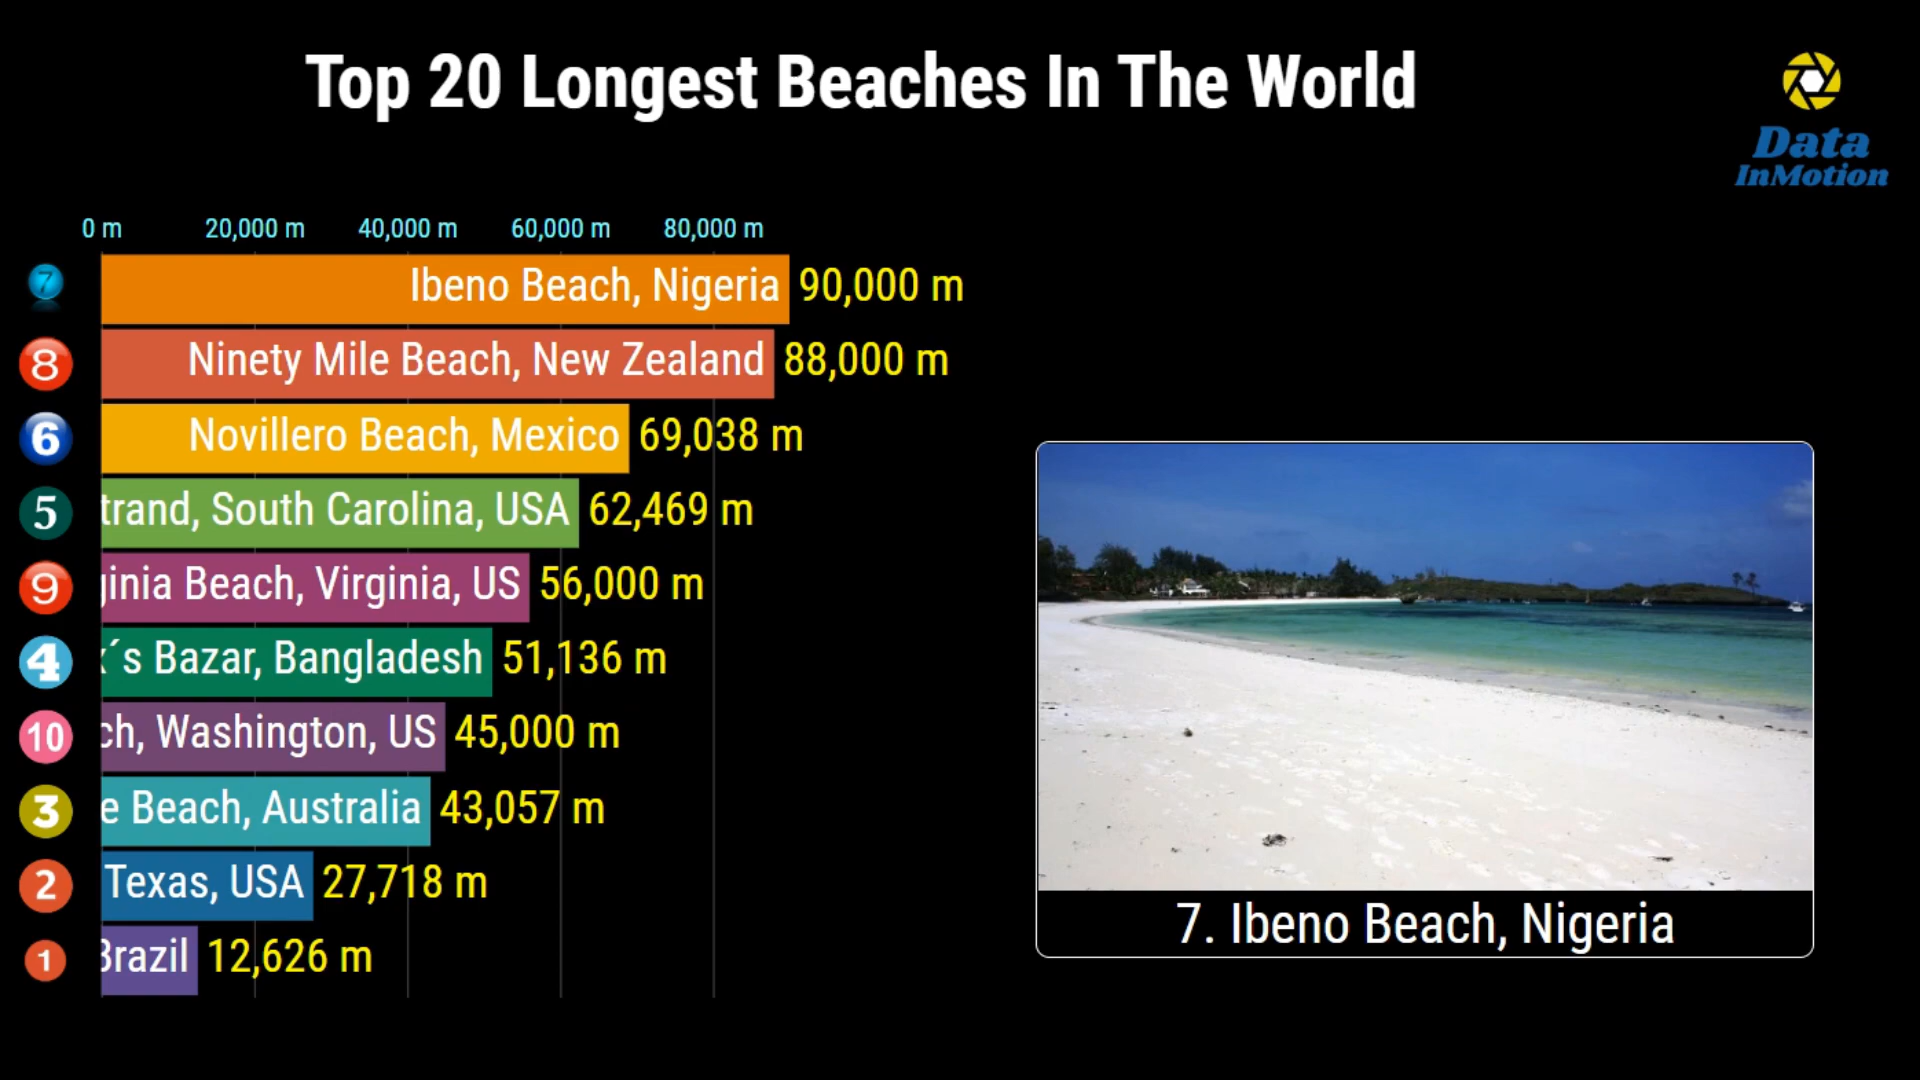 Top 20 Longest Beaches In The World
Data
InMotion
0 m 20,000 m 40,000 m 60,000 m 80,000 m
7 Ibeno Beach, Nigeria 90,000 m
8 Ninety Mile Beach, New Zealand 88,000 m
6 Novillero Beach, Mexico 69,038 m
5 trand, South Carolina, USA 62,469 m
9 ginia Beach, Virginia, US 56,000 m
4 x´s Bazar, Bangladesh 51,136 m
10 ch, Washington, US 45,000 m
3 e Beach, Australia 43,057 m
2 Texas, USA 27,718 m
1 Brazil 12,626 m
7. Ibeno Beach, Nigeria